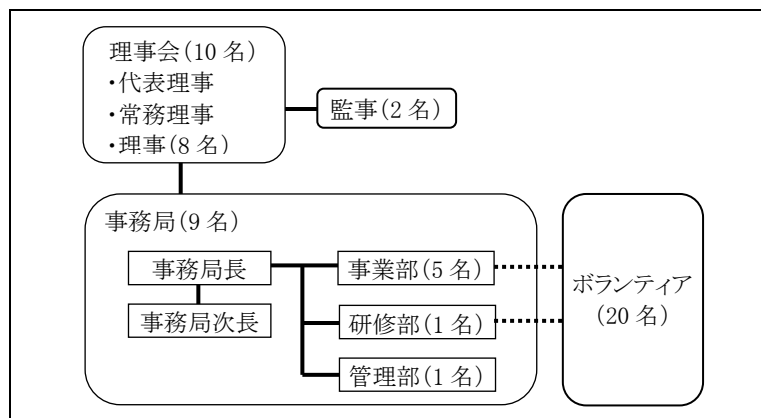 理事会(10 名)
・代表理事
・常務理事
・理事(8 名)
監事(2 名)
事務局(9 名)
事務局長
事務局次長
事業部(5 名)
研修部(1 名)
管理部(1 名)
ボランティア
(20 名)